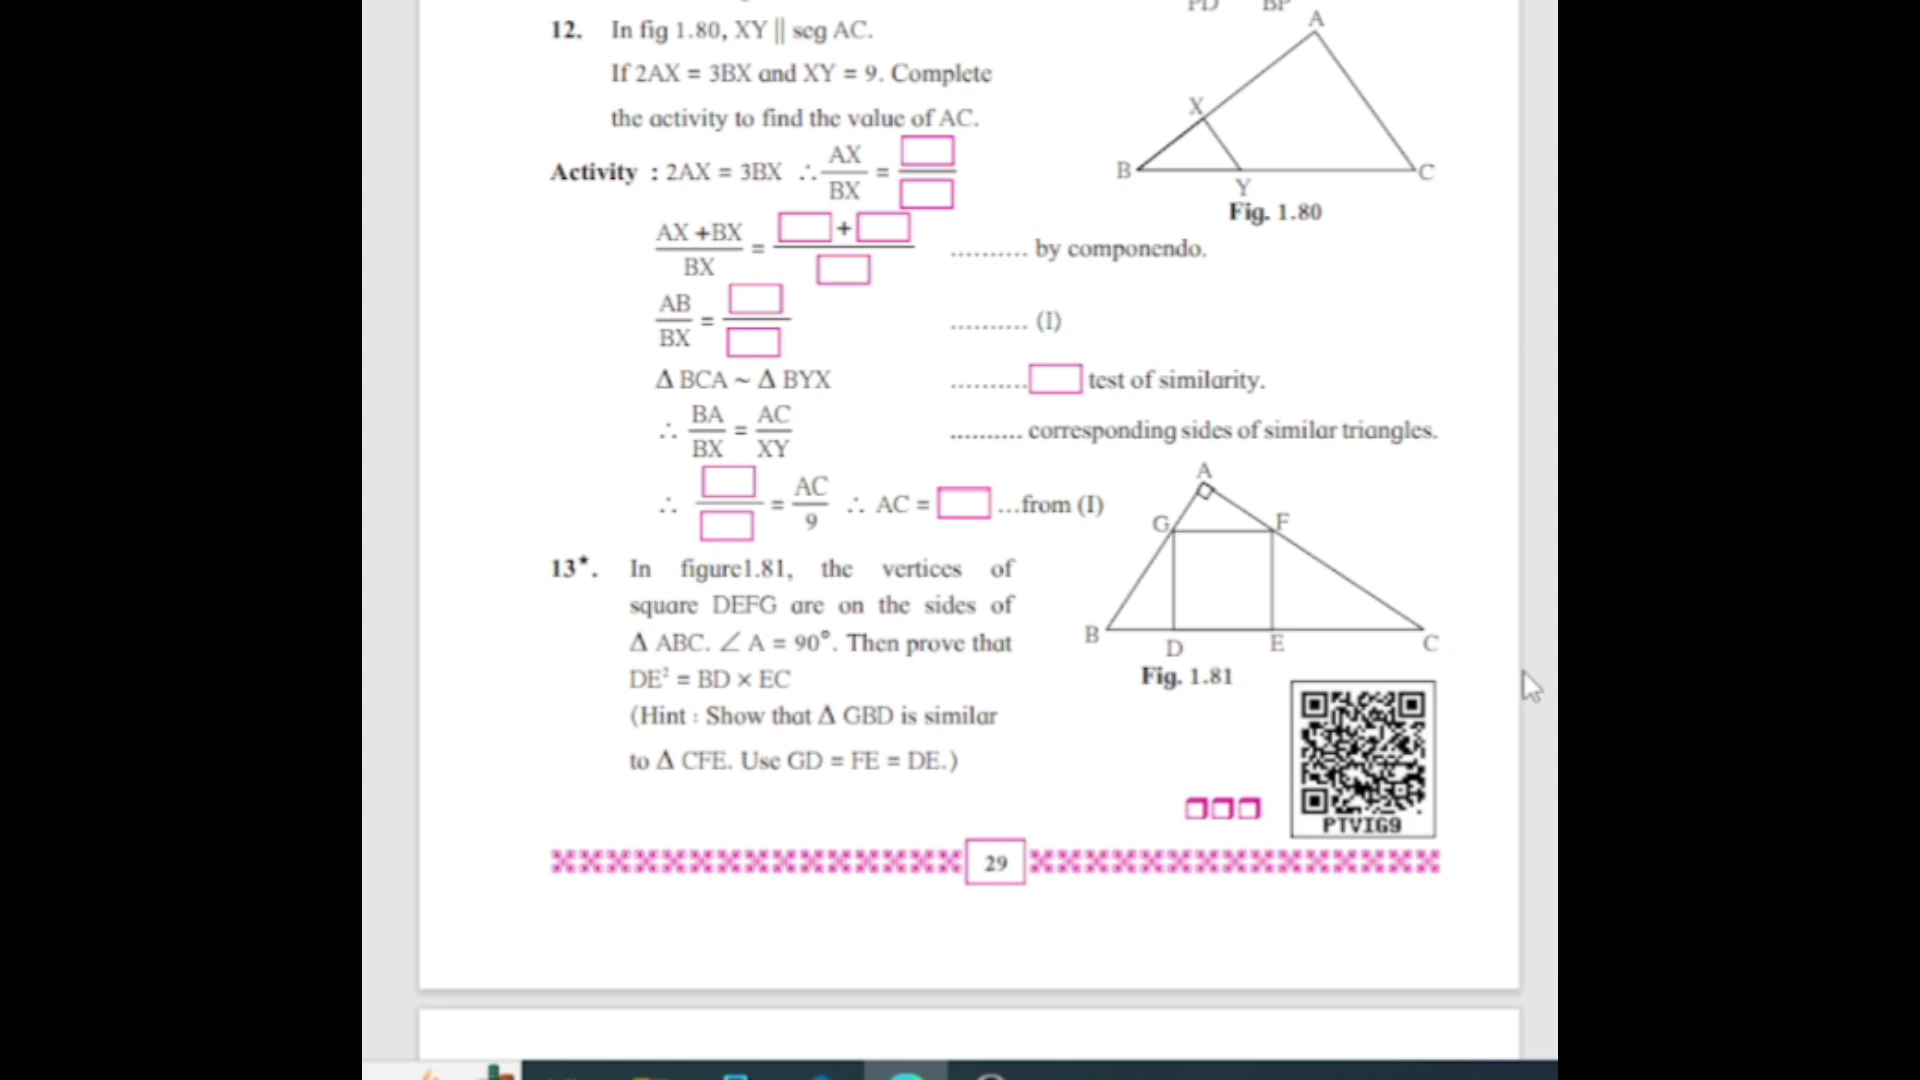 PD BP
12. In fig 1.80, XY || seg AC.
If 2AX = 3BX and XY = 9. Complete
the activity to find the value of AC.
Activity : 2AX = 3BX ∴ AX/BX = □/□
AX +BX/BX = □ + □/□ .......... by componendo.
AB/BX = □/□ .......... (I)
Δ BCA ~ Δ BYX .......... □ test of similarity.
∴ BA/BX = AC/XY .......... corresponding sides of similar triangles.
∴ □/□ = AC/9 ∴ AC = □ ...from (I)
A
X
B
C
Y
Fig. 1.80
13★. In figure1.81, the vertices of
square DEFG are on the sides of
Δ ABC. ∠ A = 90°. Then prove that
DE² = BD × EC
(Hint : Show that Δ GBD is similar
to Δ CFE. Use GD = FE = DE.)
A
G F
B D E C
Fig. 1.81
PTVIG9
29